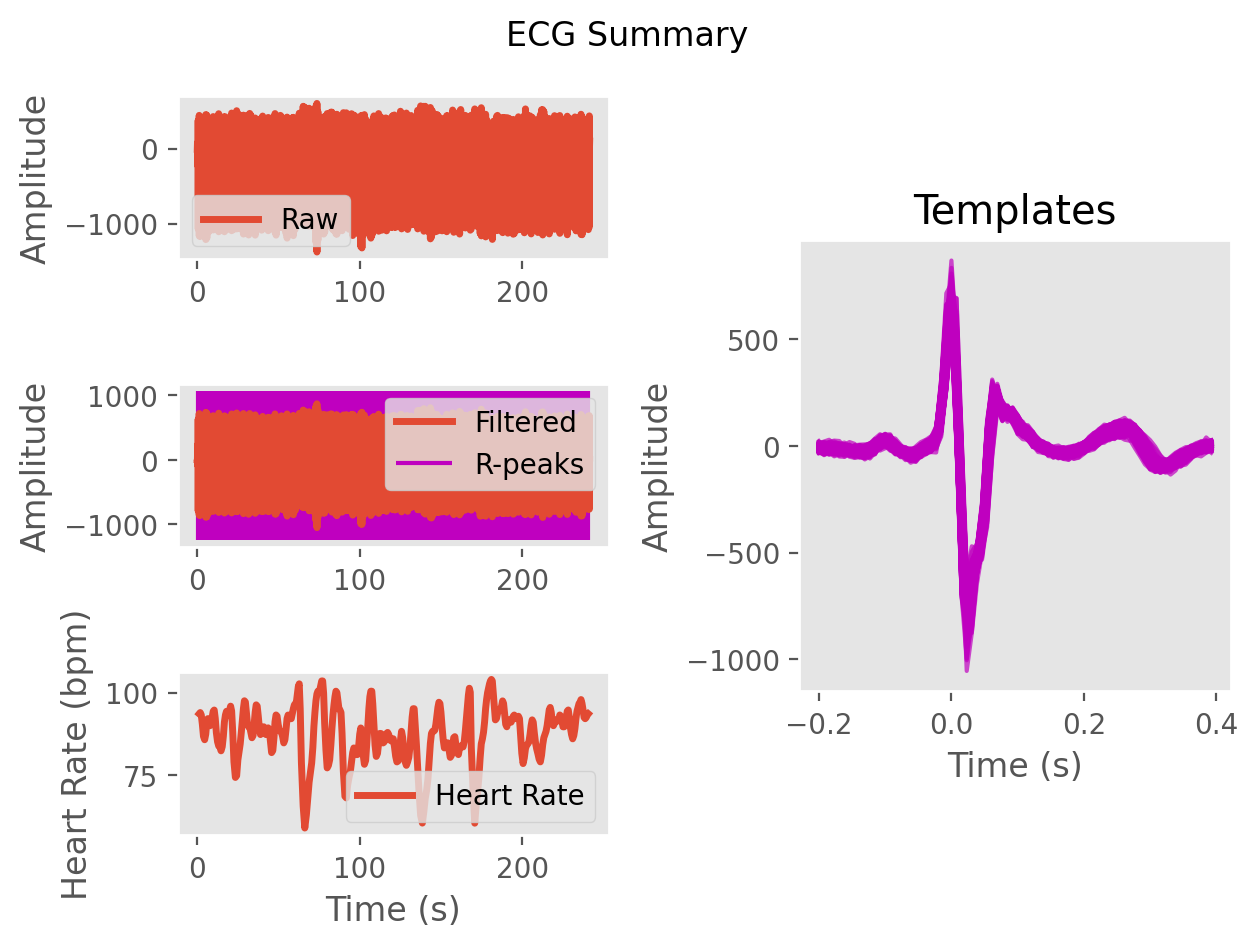 ECG Summary
Amplitude
0
−1000
Raw
0 100 200
Amplitude
1000
0
−1000
Filtered
R-peaks
0 100 200
Heart Rate (bpm)
100
75
Heart Rate
0 100 200
Time (s)
Templates
Amplitude
500
0
−500
−1000
−0.2 0.0 0.2 0.4
Time (s)